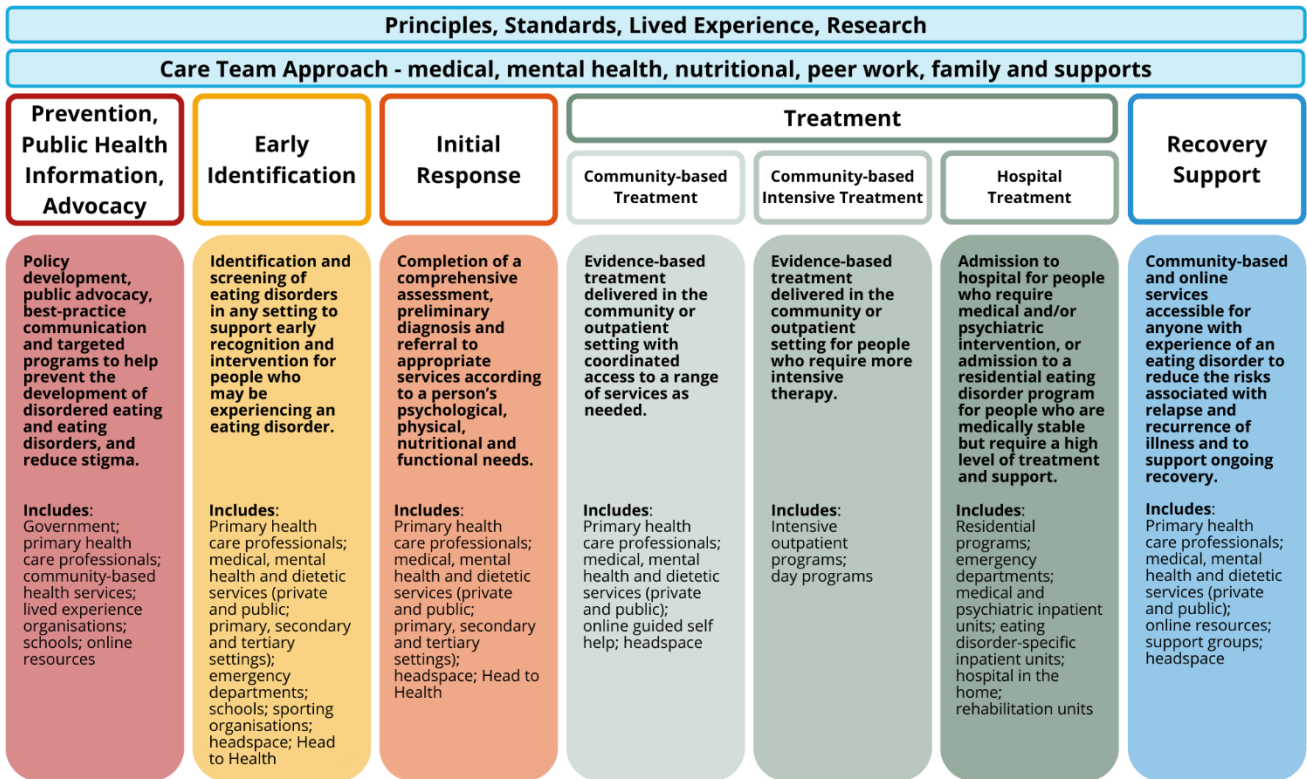 Principles, Standards, Lived Experience, Research
Care Team Approach - medical, mental health, nutritional, peer work, family and supports
Prevention,
Public Health
Information,
Advocacy
Early
Identification
Initial
Response
Treatment
Community-based
Treatment
Community-based
Intensive Treatment
Hospital
Treatment
Recovery
Support
Policy
development,
public advocacy,
best-practice
communication
and targeted
programs to help
prevent the
development of
disordered eating
and eating
disorders, and
reduce stigma.
Includes:
Government;
primary health
care professionals;
community-based
health services;
lived experience
organisations;
schools; online
resources
Identification and
screening of
eating disorders
in any setting to
support early
recognition and
intervention for
people who
may be
experiencing an
eating disorder.
Includes:
Primary health
care professionals;
medical, mental
health and dietetic
services (private
and public;
primary, secondary
and tertiary
settings);
emergency
departments;
schools; sporting
organisations;
headspace; Head
to Health
Completion of a
comprehensive
assessment,
preliminary
diagnosis and
referral to
appropriate
services according
to a person's
psychological,
physical,
nutritional and
functional needs.
Includes:
Primary health
care professionals;
medical, mental
health and dietetic
services (private
and public;
primary, secondary
and tertiary
settings);
headspace; Head to
Health
Evidence-based
treatment
delivered in the
community or
outpatient
setting with
coordinated
access to a range
of services as
needed.
Includes:
Primary health
care professionals;
medical, mental
health and dietetic
services (private
and public);
online guided self
help; headspace
Evidence-based
treatment
delivered in the
community or
outpatient
setting for people
who require more
intensive
therapy.
Includes:
Intensive
outpatient
programs;
day programs
Admission to
hospital for people
who require
medical and/or
psychiatric
intervention, or
admission to a
residential eating
disorder program
for people who are
medically stable
but require a high
level of treatment
and support.
Includes:
Residential
programs;
emergency
departments;
medical and
psychiatric inpatient
units; eating
disorder-specific
inpatient units;
hospital in the
home;
rehabilitation units
Community-based
and online
services
accessible for
anyone with
experience of an
eating disorder to
reduce the risks
associated with
relapse and
recurrence of
illness and to
support ongoing
recovery.
Includes:
Primary health
care professionals;
medical, mental
health and dietetic
services (private
and public);
online resources;
support groups;
headspace